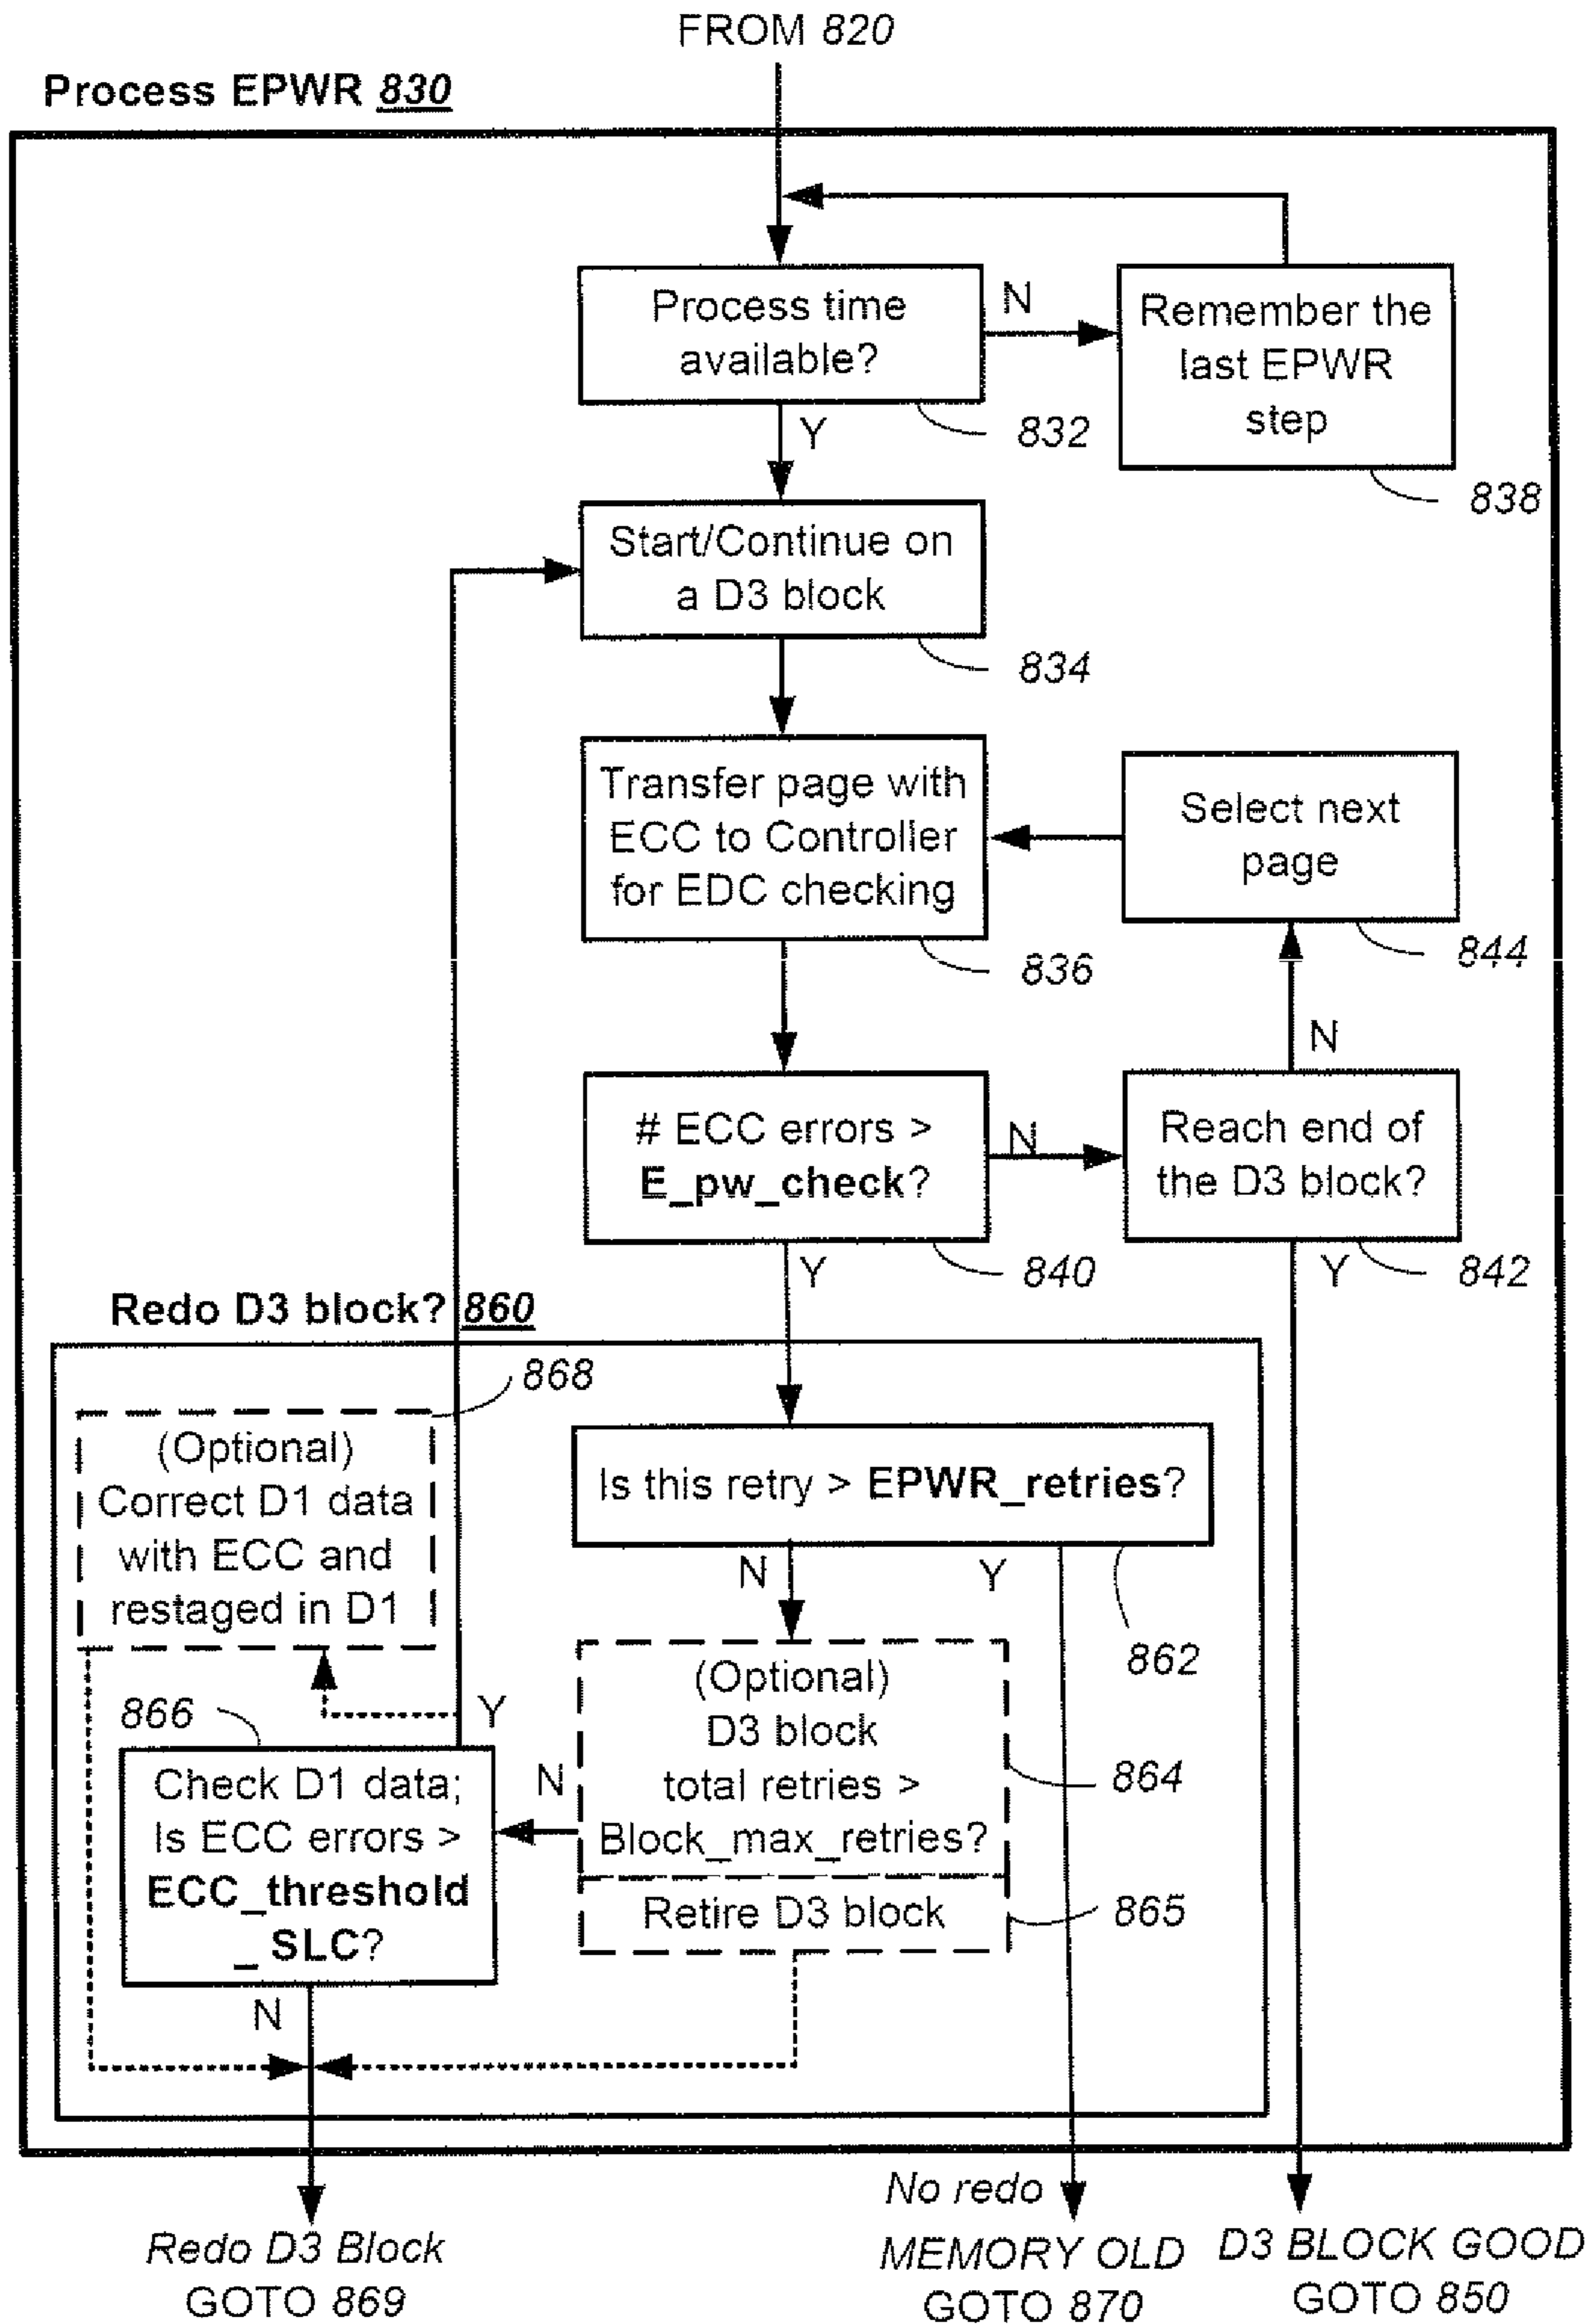 FROM 820
Process EPWR 830
Process time
available?
N
Remember the
last EPWR
step
832
838
Y
Start/Continue on
a D3 block
834
Transfer page with
ECC to Controller
for EDC checking
836
Select next
page
844
N
# ECC errors >
E_pw_check?
N
Reach end of
the D3 block?
840
842
Y
Y
Redo D3 block? 860
868
(Optional)
Correct D1 data
with ECC and
restaged in D1
Is this retry > EPWR_retries?
N
Y
862
(Optional)
D3 block
total retries >
Block_max_retries?
864
Retire D3 block
865
866
Y
N
Check D1 data;
Is ECC errors >
ECC_threshold
_SLC?
N
Redo D3 Block
GOTO 869
No redo
MEMORY OLD
GOTO 870
D3 BLOCK GOOD
GOTO 850